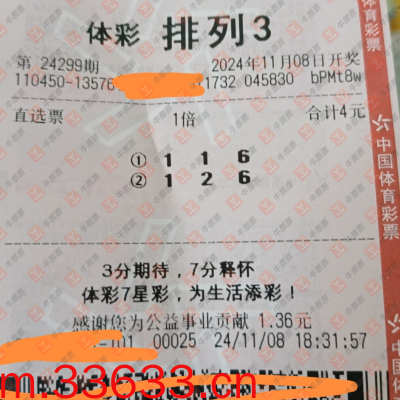 体彩 排列3
第 24299期 2024年11月08日开奖
110450-13576 1732 045830 bPMt8w
直选票 1倍 合计4元
① 1 1 6
② 1 2 6
3分期待，7分释怀
体彩7星彩，为生活添彩！
感谢您为公益事业贡献 1.36元
00025 24/11/08 18:31:57
m.33633.cn
中国体育彩票
中国体育彩票
体育彩票